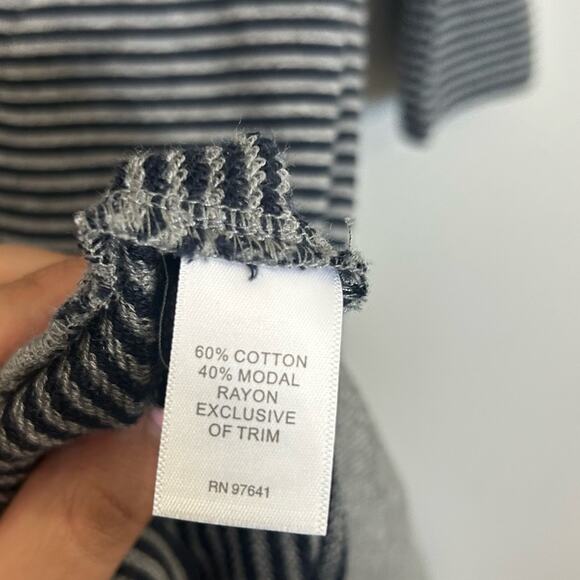 60% COTTON
40% MODAL
RAYON
EXCLUSIVE
OF TRIM
RN 97641